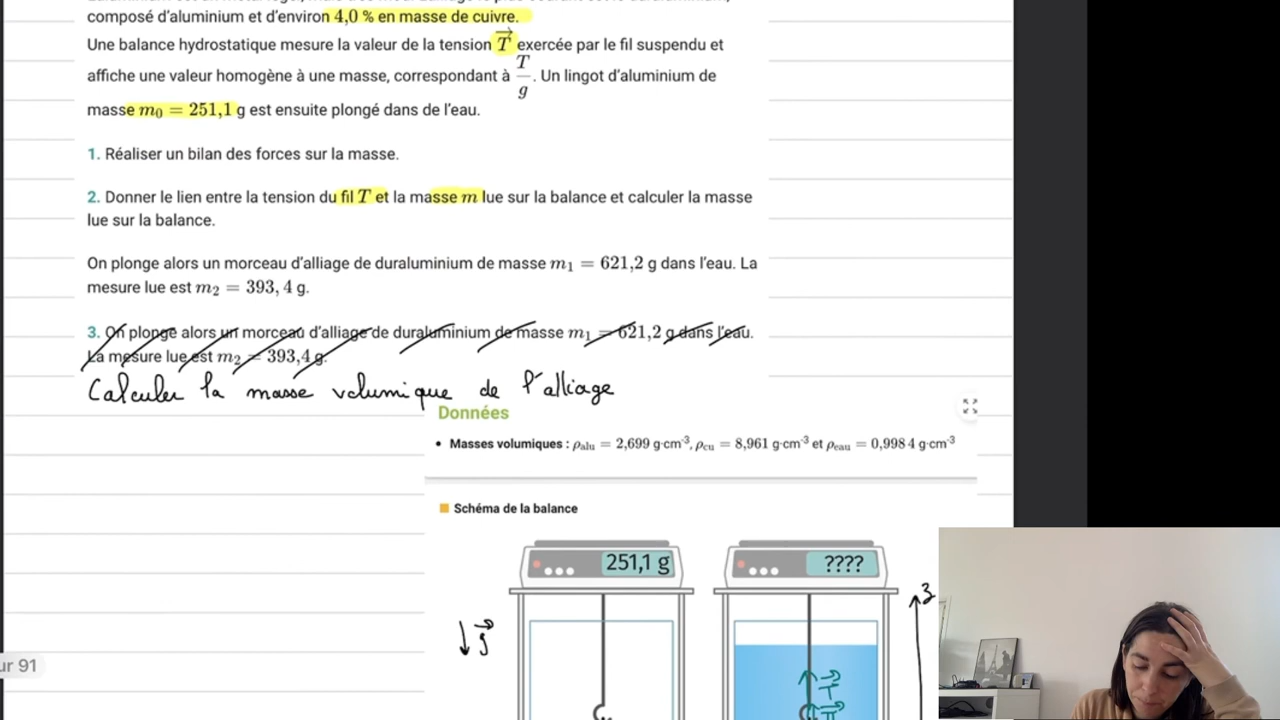 composé d'aluminium et d'environ 4,0 % en masse de cuivre.
Une balance hydrostatique mesure la valeur de la tension T⃗ exercée par le fil suspendu et
affiche une valeur homogène à une masse, correspondant à T/g. Un lingot d'aluminium de
masse m₀ = 251,1 g est ensuite plongé dans de l'eau.
1. Réaliser un bilan des forces sur la masse.
2. Donner le lien entre la tension du fil T et la masse m lue sur la balance et calculer la masse
lue sur la balance.
On plonge alors un morceau d'alliage de duraluminium de masse m₁ = 621,2 g dans l'eau. La
mesure lue est m₂ = 393, 4 g.
3. On plonge alors un morceau d'alliage de duraluminium de masse m₁ = 621,2 g dans l'eau.
La mesure lue est m₂ = 393,4 g.
Calculer la masse volumique de l'alliage
Données
• Masses volumiques : ρalu = 2,699 g·cm⁻³, ρcu = 8,961 g·cm⁻³ et ρeau = 0,998 4 g·cm⁻³
Schéma de la balance
251,1 g
????
g⃗
z
T⃗
ur 91